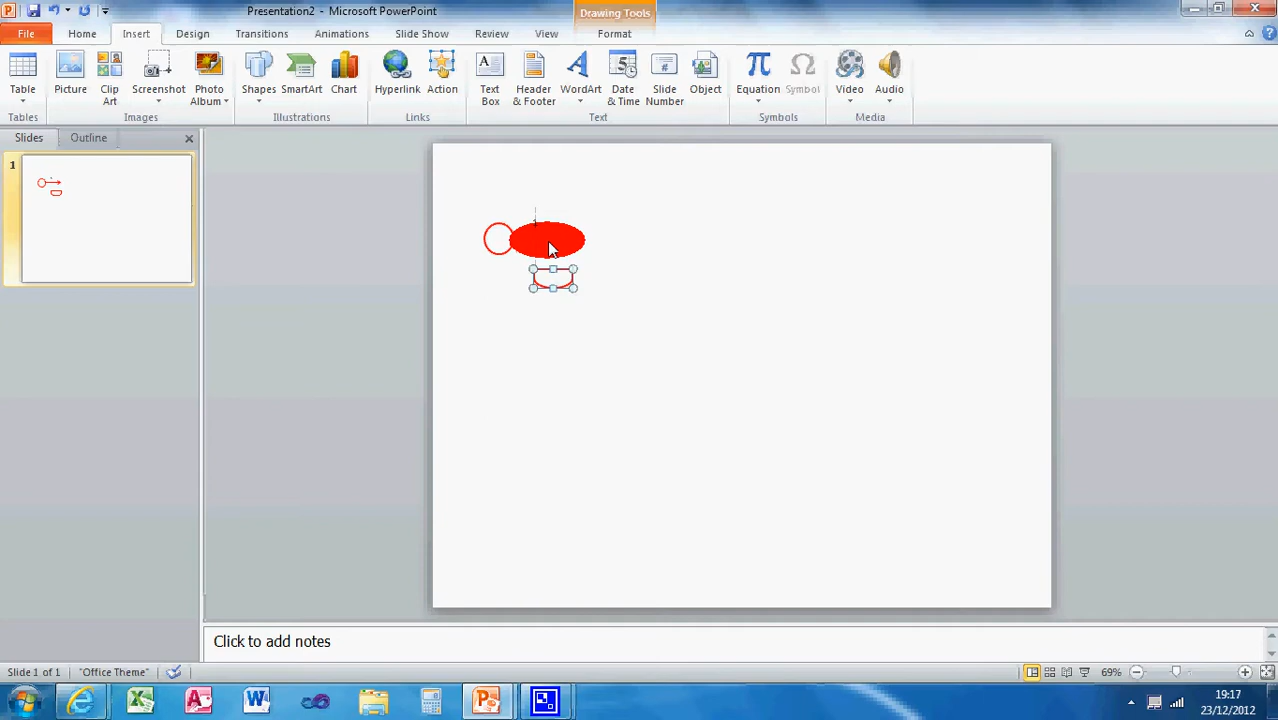 Presentation2 - Microsoft PowerPoint
Drawing Tools
File Home Insert Design Transitions Animations Slide Show Review View Format
Table Picture Clip Art Screenshot Photo Album Shapes SmartArt Chart Hyperlink Action Text Box Header & Footer WordArt Date & Time Slide Number Object Equation Symbol Video Audio
Tables Images Illustrations Links Text Symbols Media
Slides Outline
1
Click to add notes
Slide 1 of 1 "Office Theme" 69%
19:17
23/12/2012